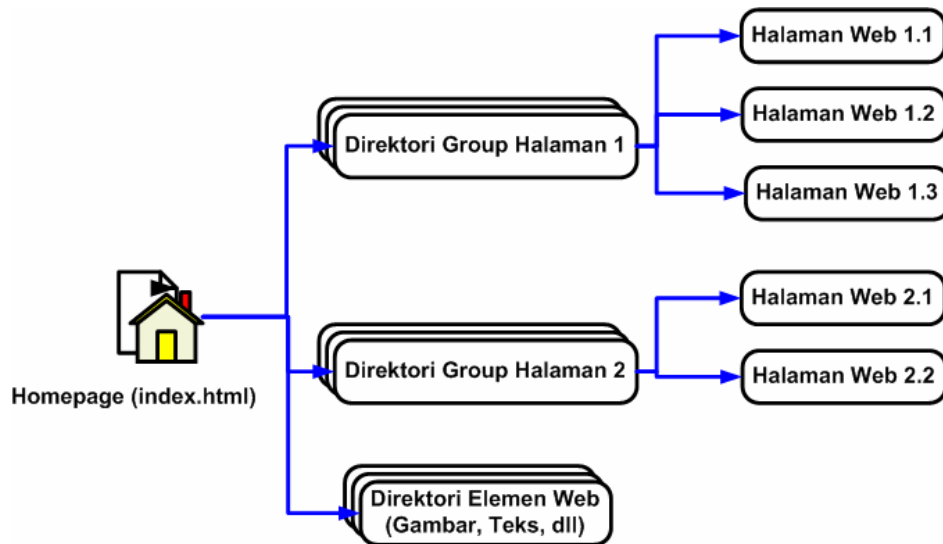 Halaman Web 1.1
Halaman Web 1.2
Direktori Group Halaman 1
Halaman Web 1.3
Halaman Web 2.1
Direktori Group Halaman 2
Halaman Web 2.2
Homepage (index.html)
Direktori Elemen Web
(Gambar, Teks, dll)